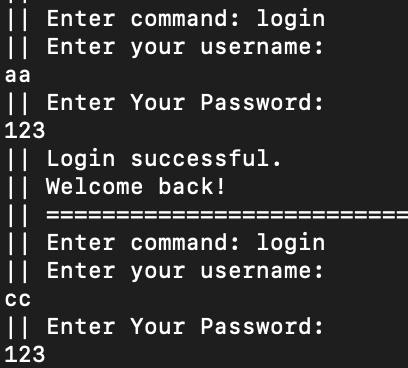 ||
|| Enter command: login
|| Enter your username:
aa
|| Enter Your Password:
123
|| Login successful.
|| Welcome back!
|| ==========================
|| Enter command: login
|| Enter your username:
cc
|| Enter Your Password:
123